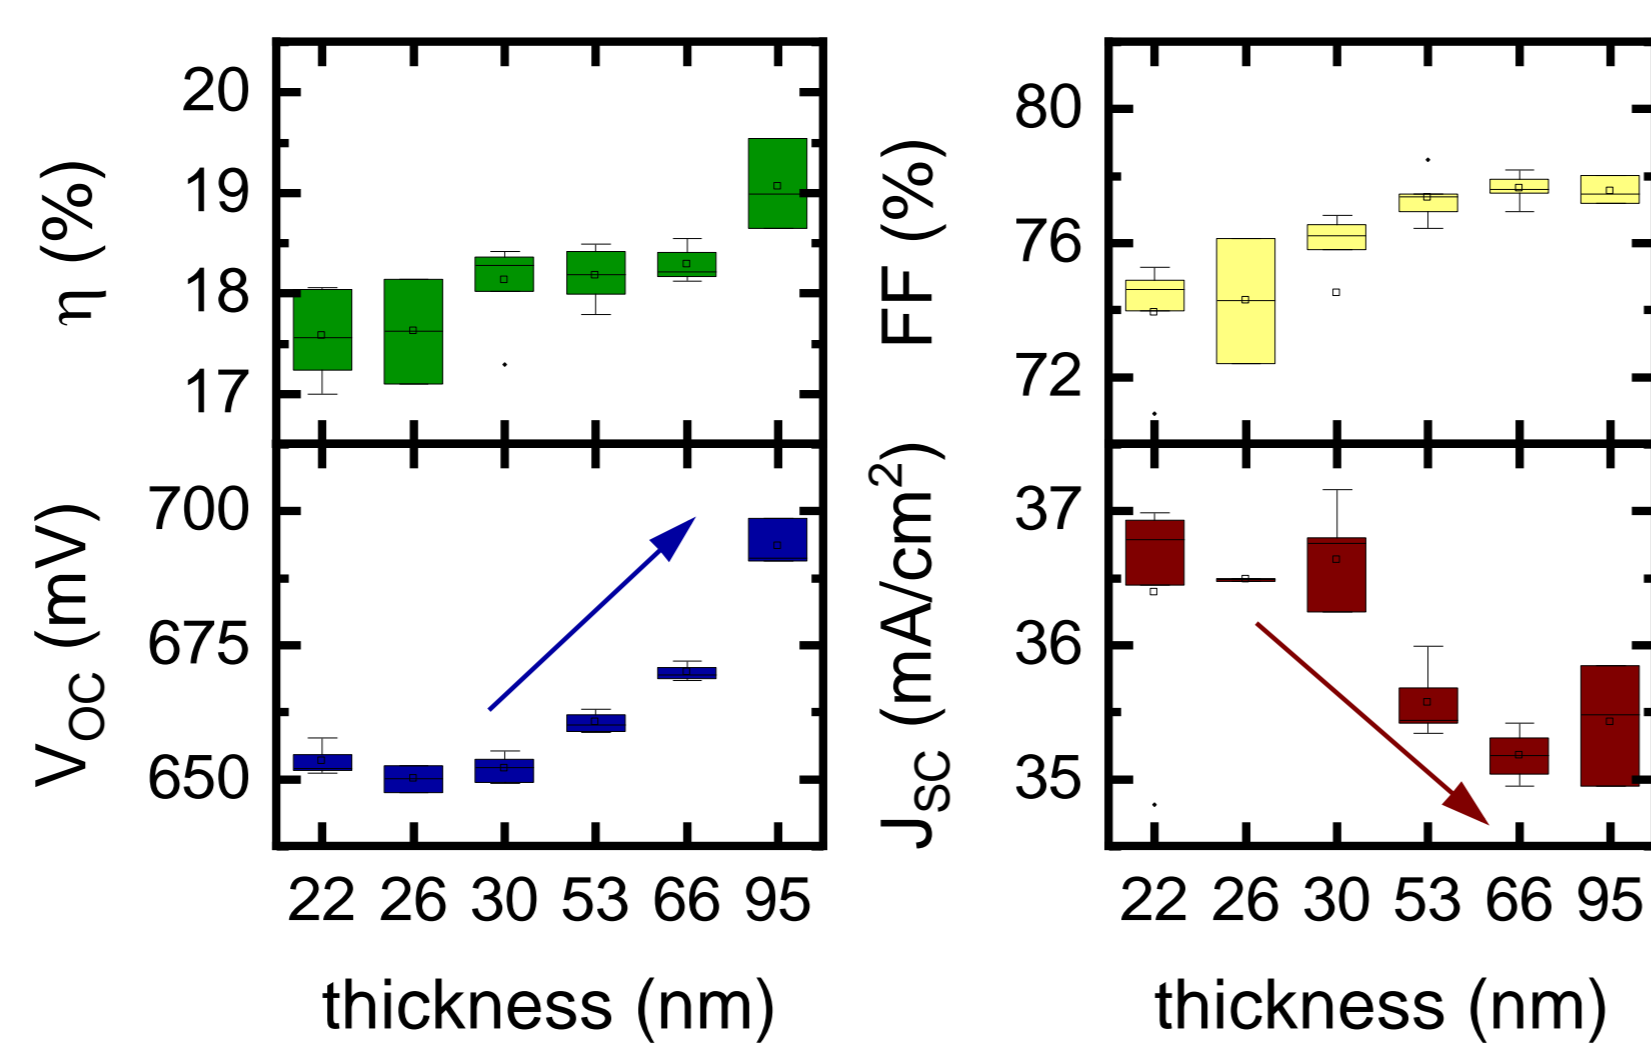 η (%)
20
19
18
17
FF (%)
80
76
72
V_OC (mV)
700
675
650
J_SC (mA/cm²)
37
36
35
22 26 30 53 66 95
thickness (nm)
22 26 30 53 66 95
thickness (nm)